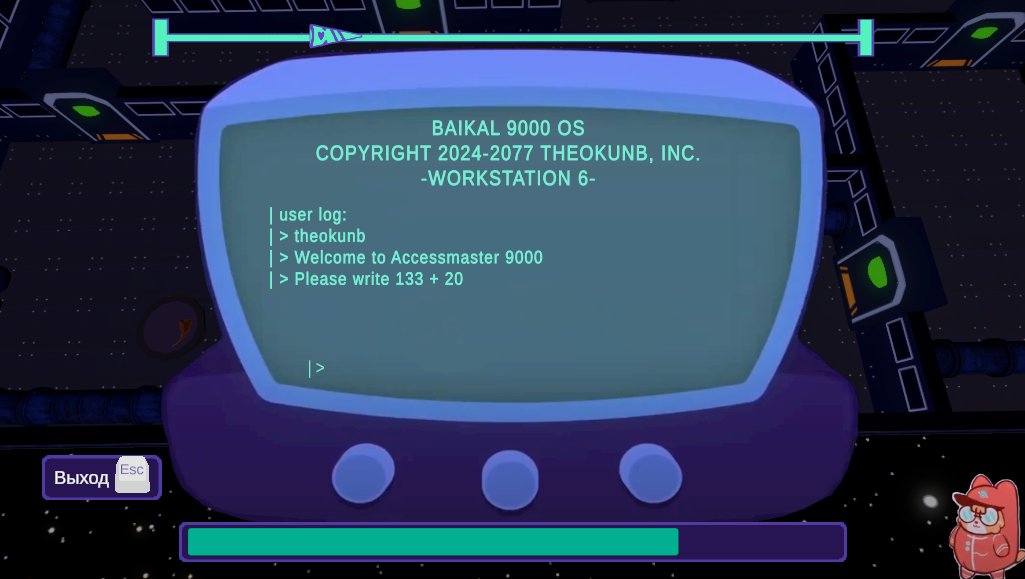 BAIKAL 9000 OS
COPYRIGHT 2024-2077 THEOKUNB, INC.
-WORKSTATION 6-
| user log:
| > theokunb
| > Welcome to Accessmaster 9000
| > Please write 133 + 20
| >
Выход Esc